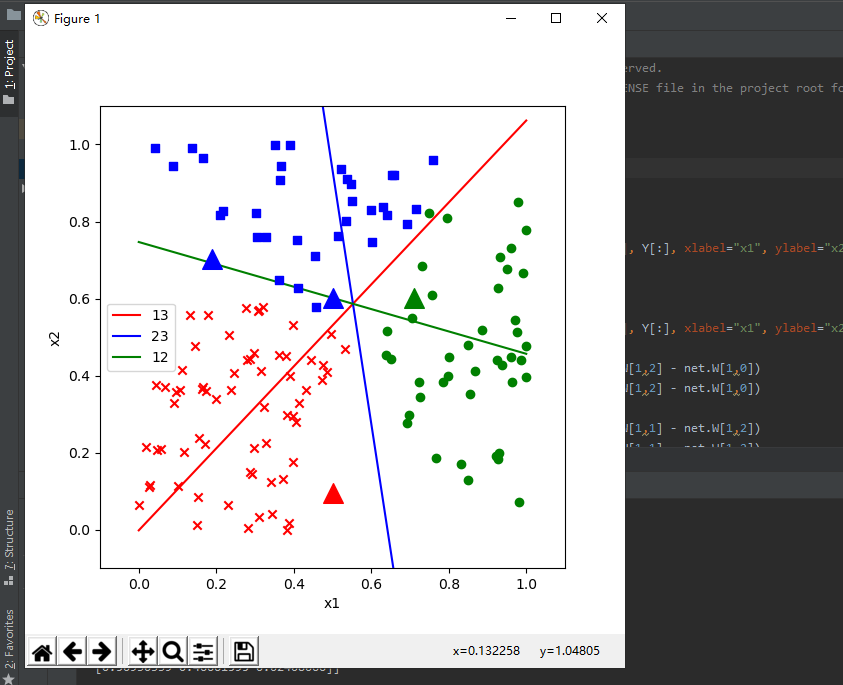 Figure 1
1: Project
7: Structure
2: Favorites
erved.
ENSE file in the project root fo
], Y[:], xlabel="x1", ylabel="x2
], Y[:], xlabel="x1", ylabel="x2
W[1,2] - net.W[1,0])
W[1,2] - net.W[1,0])
W[1,1] - net.W[1,2])
x2
1.0
0.8
0.6
0.4
0.2
0.0
13
23
12
0.0 0.2 0.4 0.6 0.8 1.0
x1
x=0.132258 y=1.04805